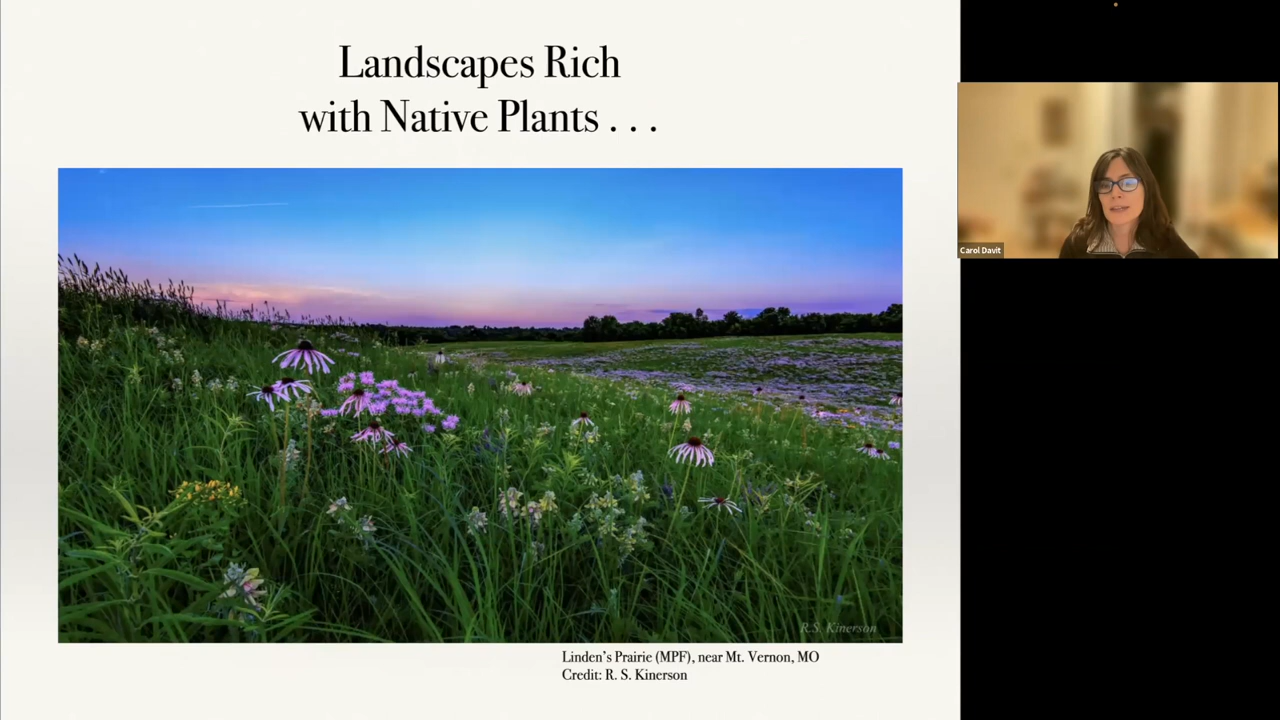 Landscapes Rich
with Native Plants . . .
R.S. Kinerson
Linden's Prairie (MPF), near Mt. Vernon, MO
Credit: R. S. Kinerson
Carol Davit